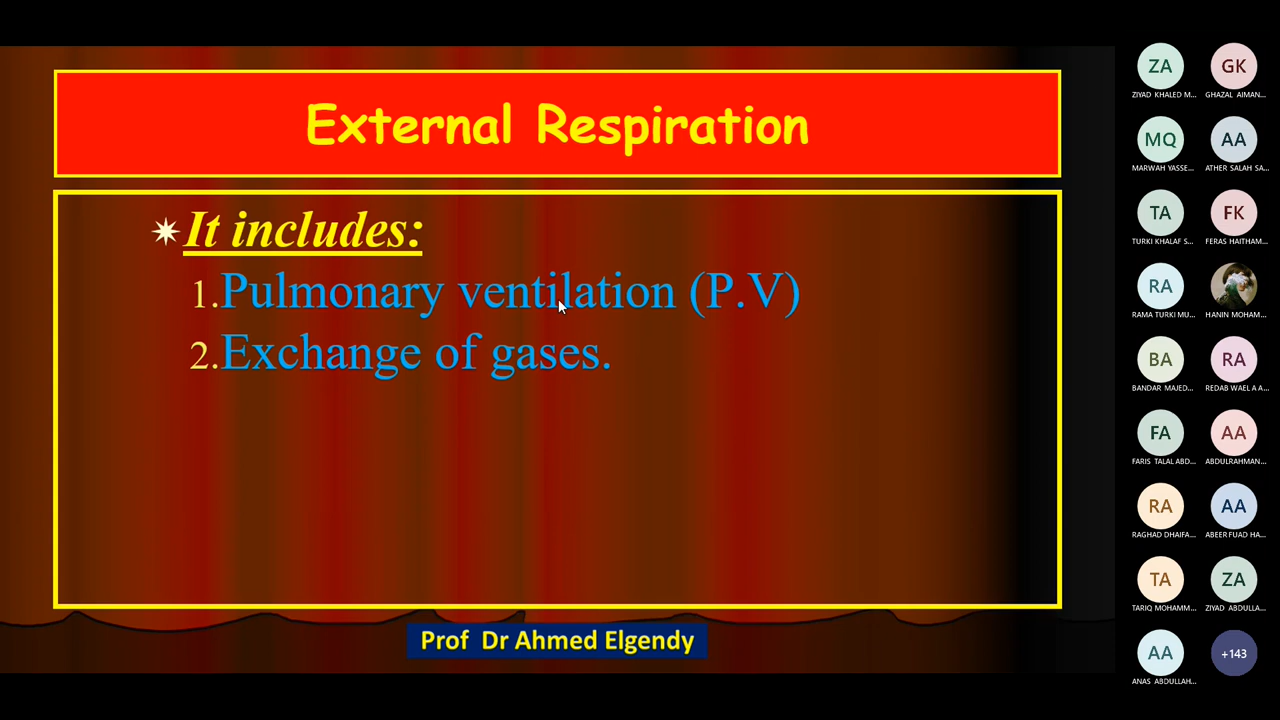 External Respiration
It includes:
1.Pulmonary ventilation (P.V)
2.Exchange of gases.
Prof Dr Ahmed Elgendy
ZA GK
ZIYAD KHALED M... GHAZAL AIMAN...
MQ AA
MARWAH YASSE... ATHER SALAH SA...
TA FK
TURKI KHALAF S... FERAS HAITHAM...
RA
RAMA TURKI MU... HANIN MOHAM...
BA RA
BANDAR MAJED... REDAB WAEL A A...
FA AA
FARIS TALAL ABD... ABDULRAHMAN...
RA AA
RAGHAD DHAIFA... ABEER FUAD HA...
TA ZA
TARIQ MOHAMM... ZIYAD ABDULLA...
AA +143
ANAS ABDULLAH...